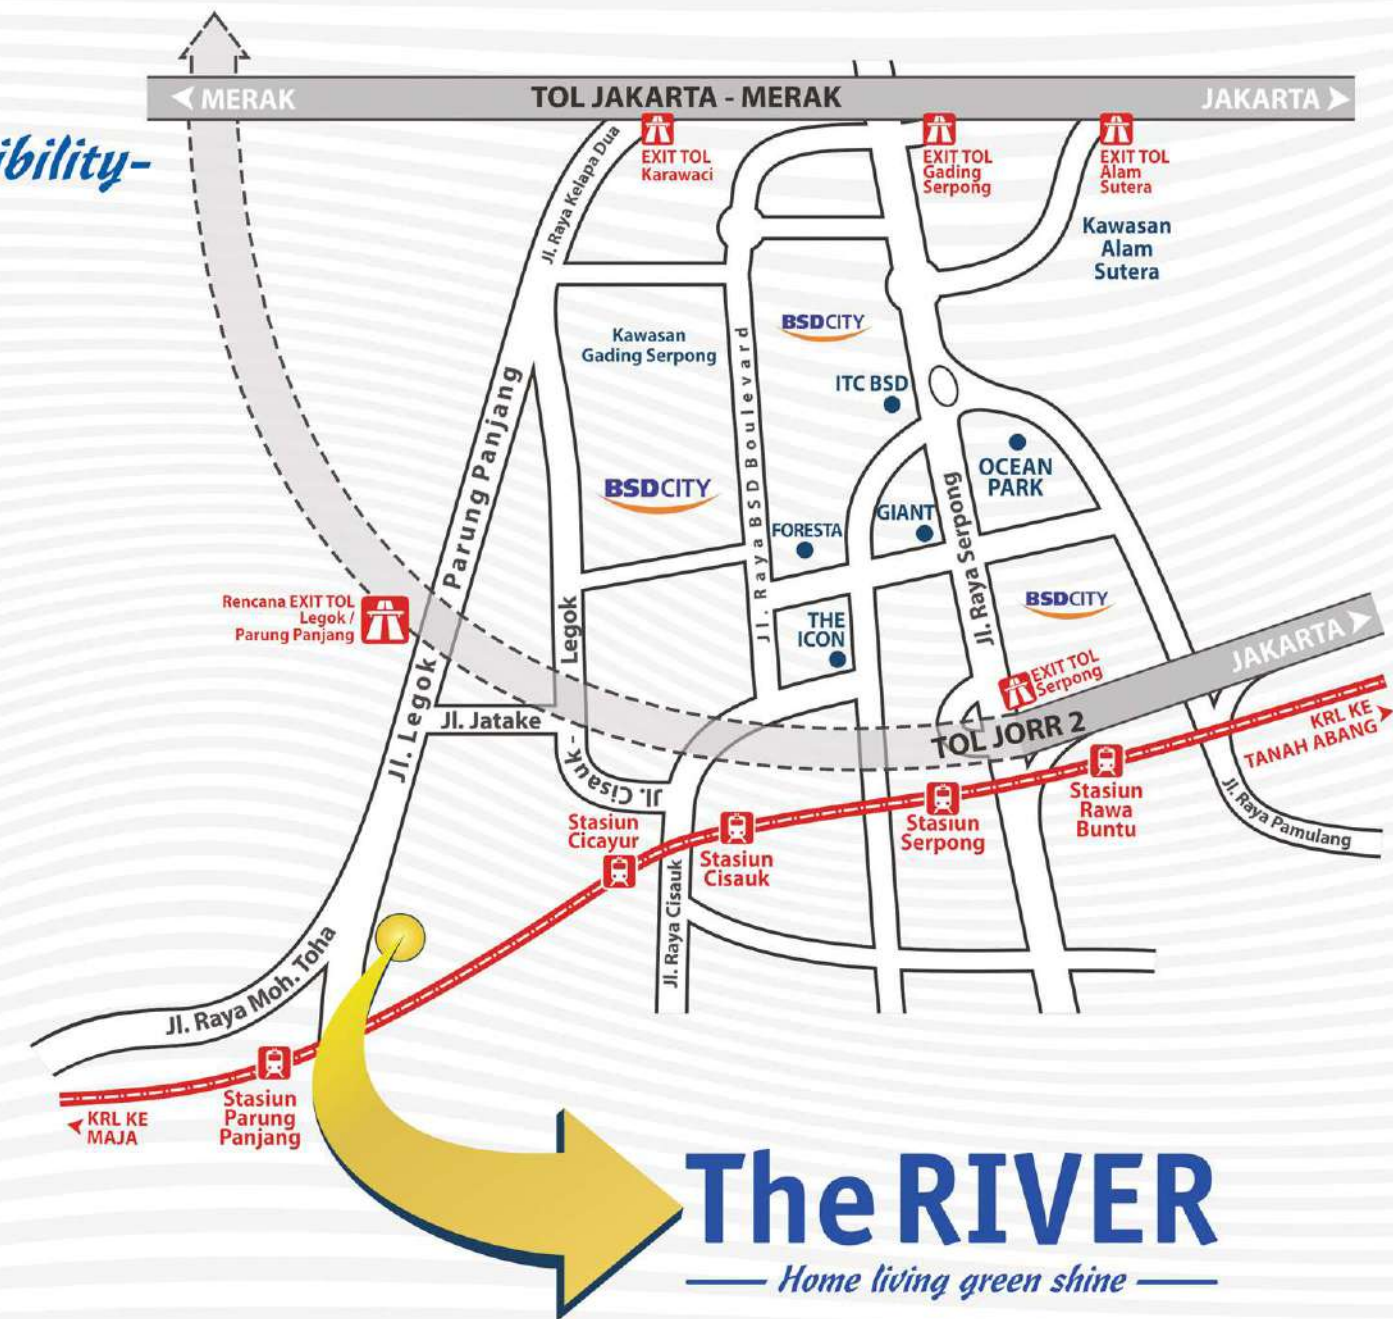 ibility-
MERAK
TOL JAKARTA - MERAK
JAKARTA
EXIT TOL
Karawaci
EXIT TOL
Gading
Serpong
EXIT TOL
Alam
Sutera
Jl. Raya Kelapa Dua
Kawasan
Alam
Sutera
Kawasan
Gading Serpong
BSDCITY
ITC BSD
Jl. Raya BSD Boulevard
OCEAN
PARK
BSDCITY
GIANT
FORESTA
Jl. Raya Serpong
Jl. Legok Parung Panjang
Rencana EXIT TOL
Legok /
Parung Panjang
BSDCITY
THE
ICON
JAKARTA
EXIT TOL
Serpong
Jl. Jatake
Jl. Cisauk - Legok
TOL JORR 2
KRL KE
TANAH ABANG
Stasiun
Rawa
Buntu
Jl. Raya Pamulang
Stasiun
Serpong
Stasiun
Cicayur
Stasiun
Cisauk
Jl. Raya Cisauk
Jl. Raya Moh. Toha
Stasiun
Parung
Panjang
KRL KE
MAJA
The RIVER
Home living green shine